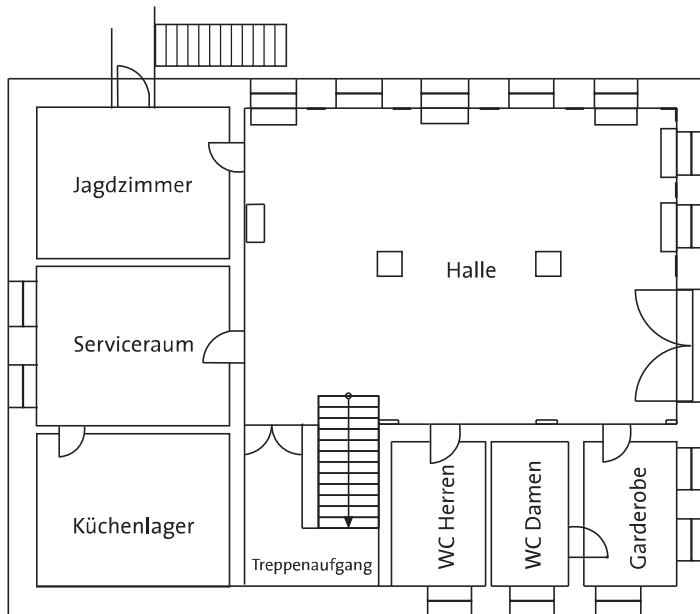 Jagdzimmer
Halle
Serviceraum
Küchenlager
Treppenaufgang
WC Herren
WC Damen
Garderobe